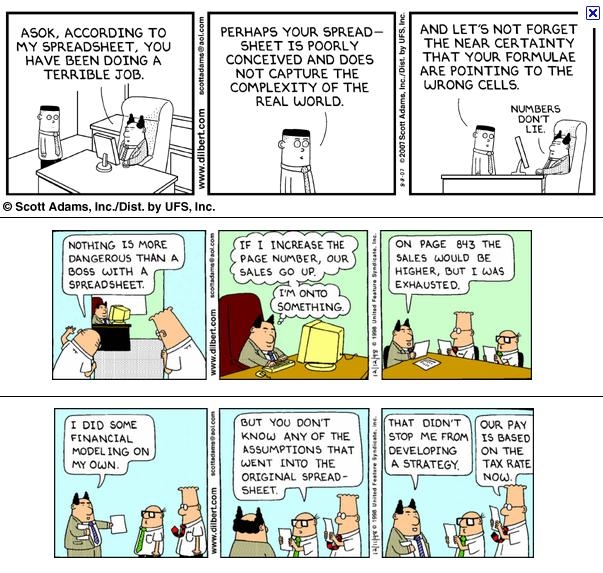 ASOK, ACCORDING TO
MY SPREADSHEET, YOU
HAVE BEEN DOING A
TERRIBLE JOB.
www.dilbert.com
scottadams@aol.com
PERHAPS YOUR SPREAD-
SHEET IS POORLY
CONCEIVED AND DOES
NOT CAPTURE THE
COMPLEXITY OF THE
REAL WORLD.
©2007 Scott Adams, Inc./Dist. by UFS, Inc.
AND LET'S NOT FORGET
THE NEAR CERTAINTY
THAT YOUR FORMULAE
ARE POINTING TO THE
WRONG CELLS.
NUMBERS
DON'T
LIE.
© Scott Adams, Inc./Dist. by UFS, Inc.
NOTHING IS MORE
DANGEROUS THAN A
BOSS WITH A
SPREADSHEET.
www.dilbert.com
scottadams@aol.com
IF I INCREASE THE
PAGE NUMBER, OUR
SALES GO UP.
I'M ONTO
SOMETHING.
© 1998 United Feature Syndicate, Inc.
ON PAGE 843 THE
SALES WOULD BE
HIGHER, BUT I WAS
EXHAUSTED.
I DID SOME
FINANCIAL
MODELING ON
MY OWN.
www.dilbert.com
scottadams@aol.com
BUT YOU DON'T
KNOW ANY OF THE
ASSUMPTIONS THAT
WENT INTO THE
ORIGINAL SPREAD-
SHEET.
© 1998 United Feature Syndicate, Inc.
THAT DIDN'T
STOP ME FROM
DEVELOPING
A STRATEGY.
OUR PAY
IS BASED
ON THE
TAX RATE
NOW.